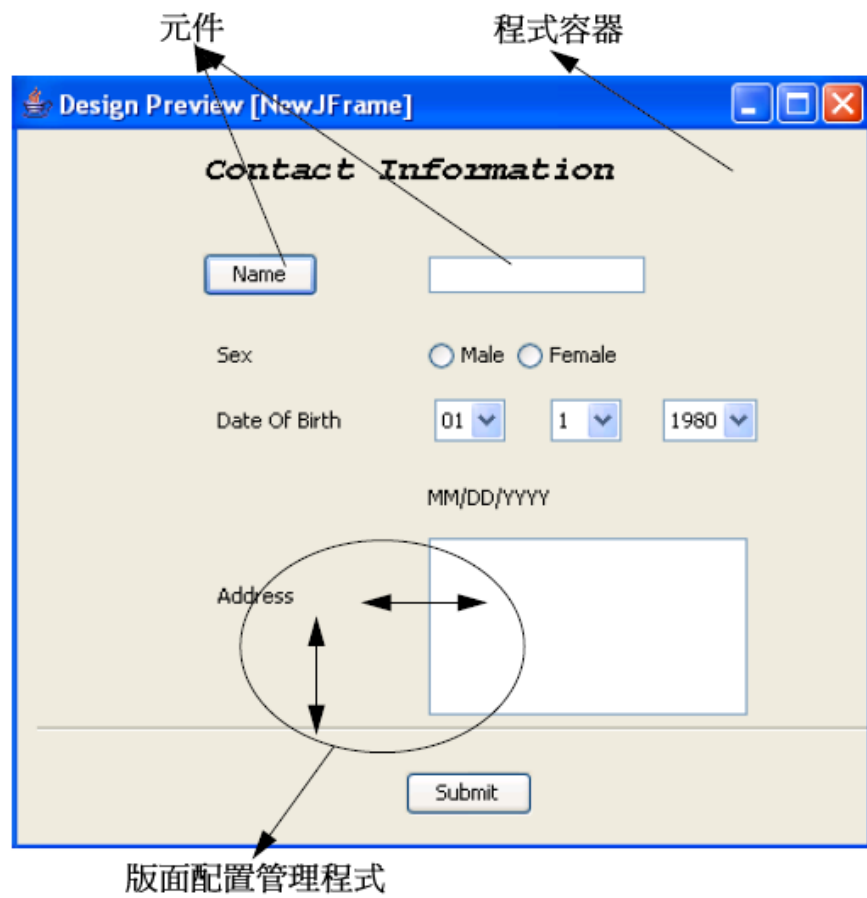 元件 程式容器
Design Preview [NewJFrame]
Contact Information
Name
Sex Male Female
Date Of Birth 01 1 1980
MM/DD/YYYY
Address
Submit
版面配置管理程式